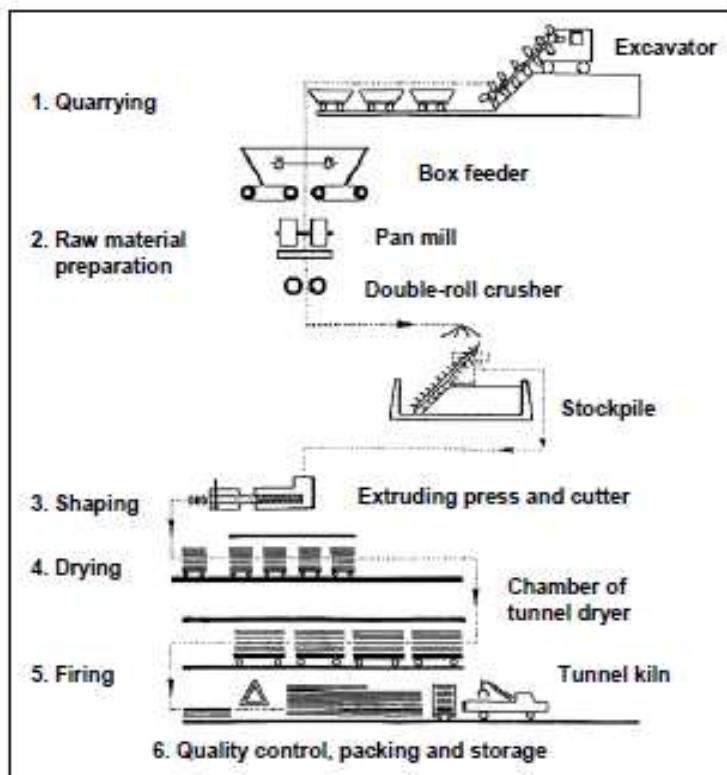 Excavator
1. Quarrying
Box feeder
2. Raw material
preparation
Pan mill
Double-roll crusher
Stockpile
3. Shaping
Extruding press and cutter
4. Drying
Chamber of
tunnel dryer
5. Firing
Tunnel kiln
6. Quality control, packing and storage